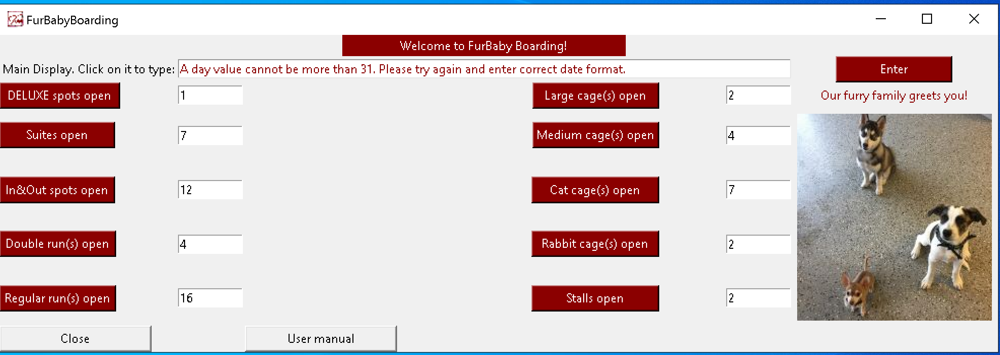 FurBabyBoarding
Welcome to FurBaby Boarding!
Main Display. Click on it to type: A day value cannot be more than 31. Please try again and enter correct date format.
Enter
DELUXE spots open 1 Large cage(s) open 2
Our furry family greets you!
Suites open 7 Medium cage(s) open 4
In&Out spots open 12 Cat cage(s) open 7
Double run(s) open 4 Rabbit cage(s) open 2
Regular run(s) open 16 Stalls open 2
Close User manual